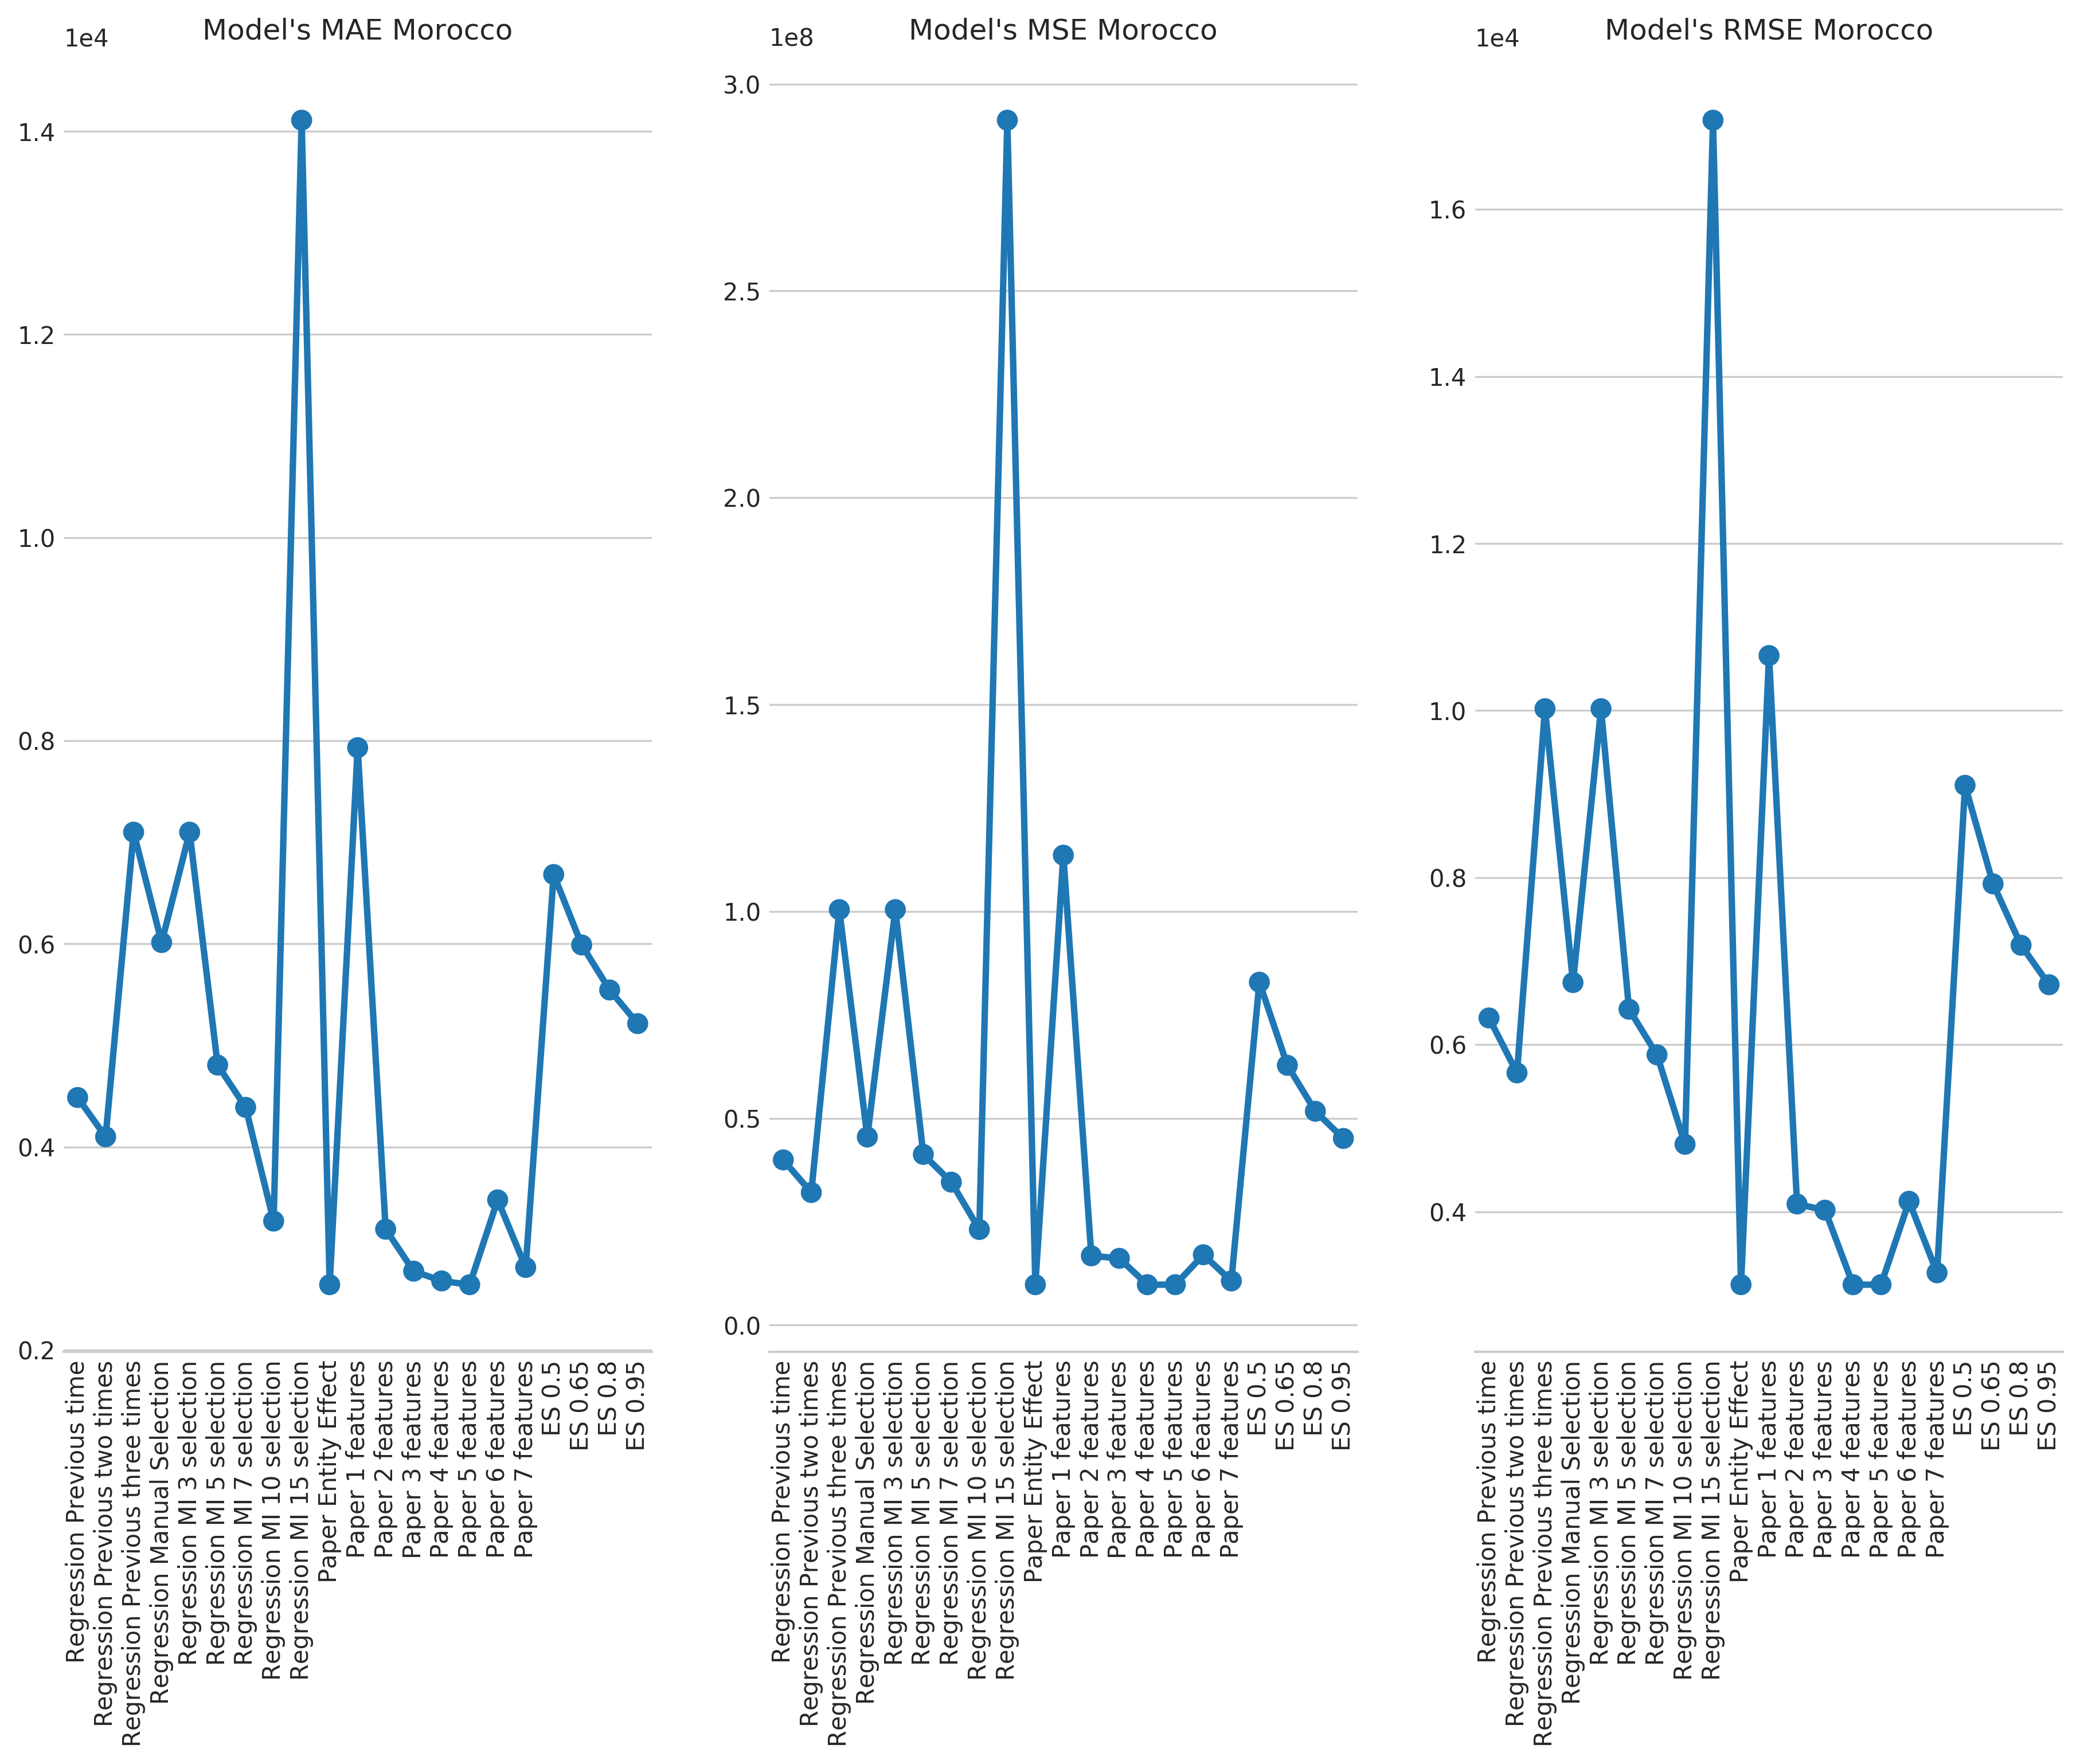 Model's MAE Morocco
1e4
1.4
1.2
1.0
0.8
0.6
0.4
0.2
Regression Previous time
Regression Previous two times
Regression Previous three times
Regression Manual Selection
Regression MI 3 selection
Regression MI 5 selection
Regression MI 7 selection
Regression MI 10 selection
Regression MI 15 selection
Paper Entity Effect
Paper 1 features
Paper 2 features
Paper 3 features
Paper 4 features
Paper 5 features
Paper 6 features
Paper 7 features
ES 0.5
ES 0.65
ES 0.8
ES 0.95
Model's MSE Morocco
1e8
3.0
2.5
2.0
1.5
1.0
0.5
0.0
Regression Previous time
Regression Previous two times
Regression Previous three times
Regression Manual Selection
Regression MI 3 selection
Regression MI 5 selection
Regression MI 7 selection
Regression MI 10 selection
Regression MI 15 selection
Paper Entity Effect
Paper 1 features
Paper 2 features
Paper 3 features
Paper 4 features
Paper 5 features
Paper 6 features
Paper 7 features
ES 0.5
ES 0.65
ES 0.8
ES 0.95
Model's RMSE Morocco
1e4
1.6
1.4
1.2
1.0
0.8
0.6
0.4
Regression Previous time
Regression Previous two times
Regression Previous three times
Regression Manual Selection
Regression MI 3 selection
Regression MI 5 selection
Regression MI 7 selection
Regression MI 10 selection
Regression MI 15 selection
Paper Entity Effect
Paper 1 features
Paper 2 features
Paper 3 features
Paper 4 features
Paper 5 features
Paper 6 features
Paper 7 features
ES 0.5
ES 0.65
ES 0.8
ES 0.95